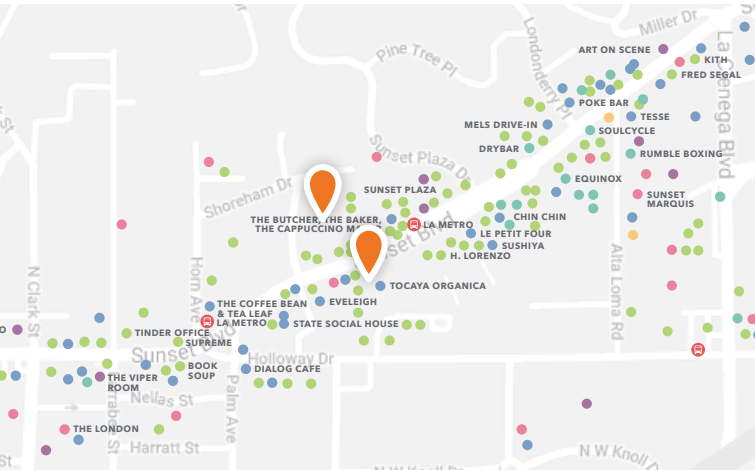 Miller Dr
ART ON SCENE
KITH
FRED SEGAL
Pine Tree Pl
Londonderry Pl
La Cienega Blvd
POKE BAR
TESSE
MELS DRIVE-IN
SOULCYCLE
DRYBAR
RUMBLE BOXING
Sunset Plaza Dr
EQUINOX
SUNSET PLAZA
SUNSET
MARQUIS
Shoreham Dr
THE BUTCHER, THE BAKER,
THE CAPPUCCINO MA
LA METRO
CHIN CHIN
LE PETIT FOUR
SUSHIYA
H. LORENZO
set Blvd
Alta Loma Rd
N Clark St
Horn Ave
TOCAYA ORGANICA
EVELEIGH
THE COFFEE BEAN
& TEA LEAF
LA METRO
STATE SOCIAL HOUSE
TINDER OFFICE
SUPREME
Sunset Blvd
Holloway Dr
BOOK
SOUP
DIALOG CAFE
THE VIPER
ROOM
Palm Ave
Nellas St
THE LONDON
Harratt St
N W Knoll Dr
N W Knoll D